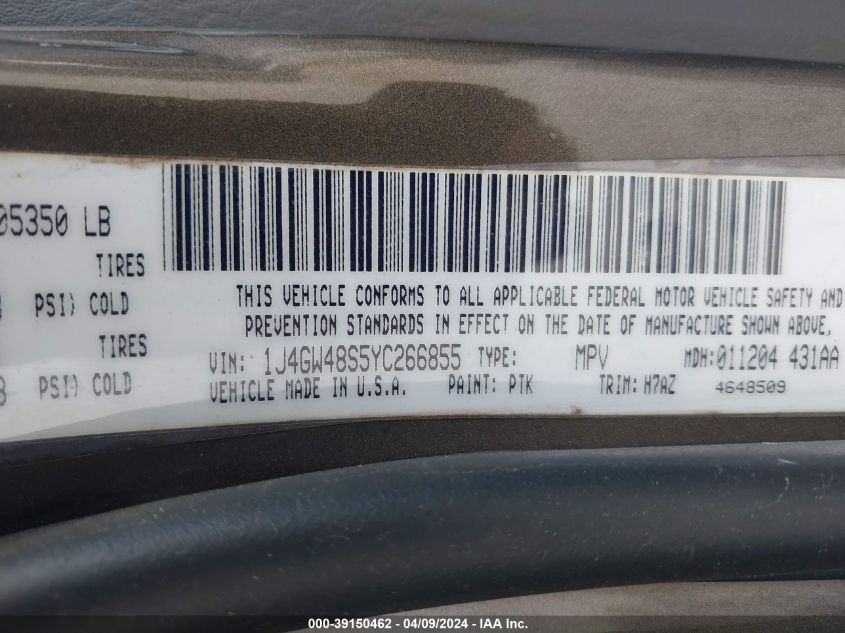 05350 LB
TIRES
PSI) COLD
TIRES
PSI) COLD
THIS VEHICLE CONFORMS TO ALL APPLICABLE FEDERAL MOTOR VEHICLE SAFETY AND
PREVENTION STANDARDS IN EFFECT ON THE DATE OF MANUFACTURE SHOWN ABOVE,
VIN: 1J4GW48S5YC266855 TYPE: MPV MDH:011204 431AA
VEHICLE MADE IN U.S.A. PAINT: PTK TRIM: H7AZ 4648509
000-39150462 - 04/09/2024 - IAA Inc.